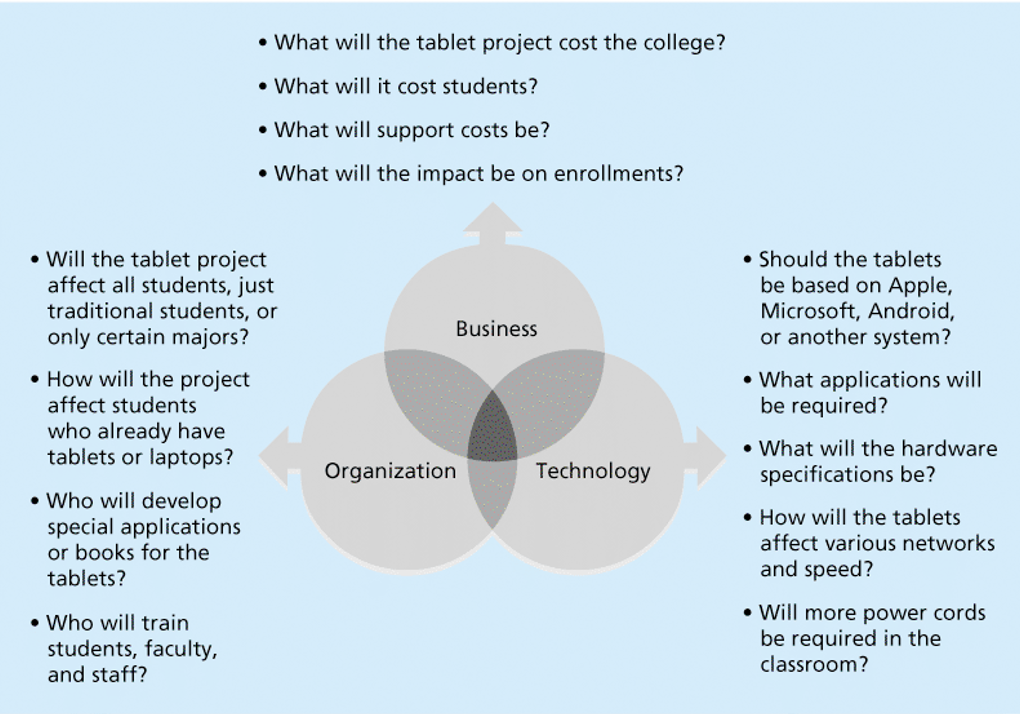 • What will the tablet project cost the college?
• What will it cost students?
• What will support costs be?
• What will the impact be on enrollments?
• Will the tablet project
affect all students, just
traditional students, or
only certain majors?
• How will the project
affect students
who already have
tablets or laptops?
• Who will develop
special applications
or books for the
tablets?
• Who will train
students, faculty,
and staff?
Business
Organization
Technology
• Should the tablets
be based on Apple,
Microsoft, Android,
or another system?
• What applications will
be required?
• What will the hardware
specifications be?
• How will the tablets
affect various networks
and speed?
• Will more power cords
be required in the
classroom?